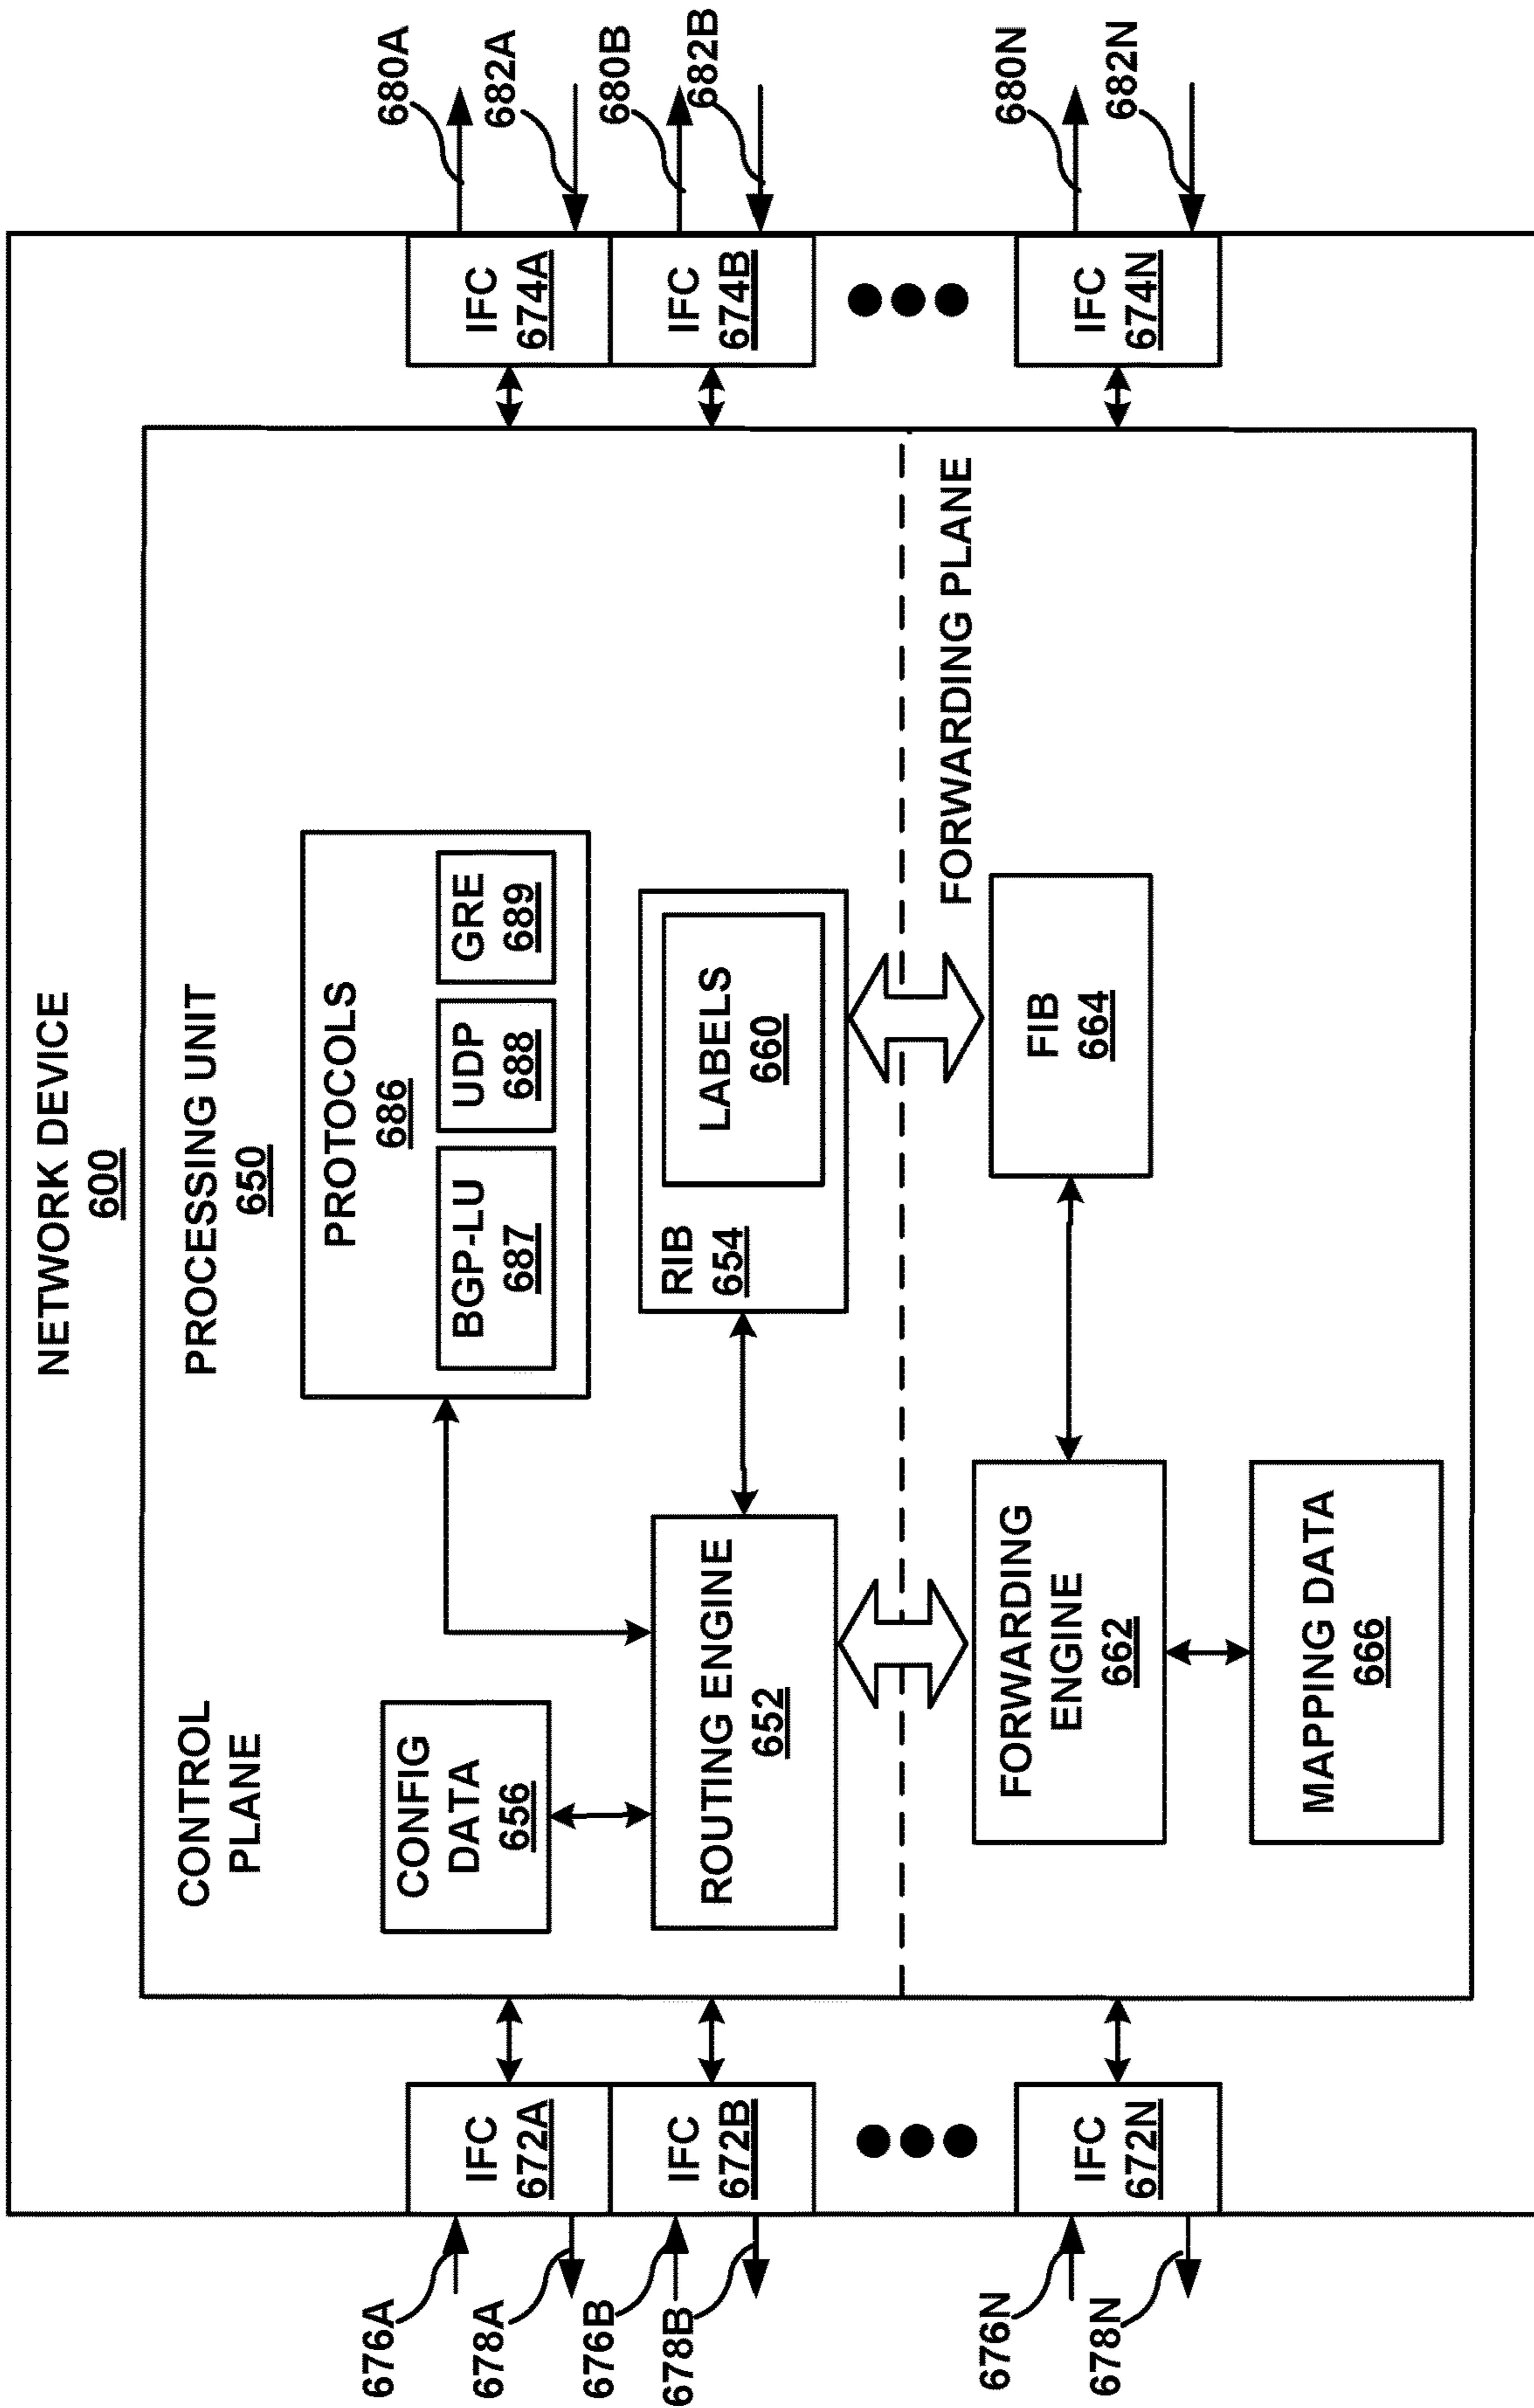 NETWORK DEVICE
600
PROCESSING UNIT
650
CONTROL
PLANE
CONFIG
DATA
656
PROTOCOLS
686
BGP-LU
687
UDP
688
GRE
689
ROUTING ENGINE
652
RIB
654
LABELS
660
FORWARDING PLANE
FORWARDING
ENGINE
662
FIB
664
MAPPING DATA
666
676A
678A
676B
678B
676N
678N
IFC
672A
IFC
672B
IFC
672N
IFC
674A
IFC
674B
IFC
674N
680A
682A
680B
682B
680N
682N